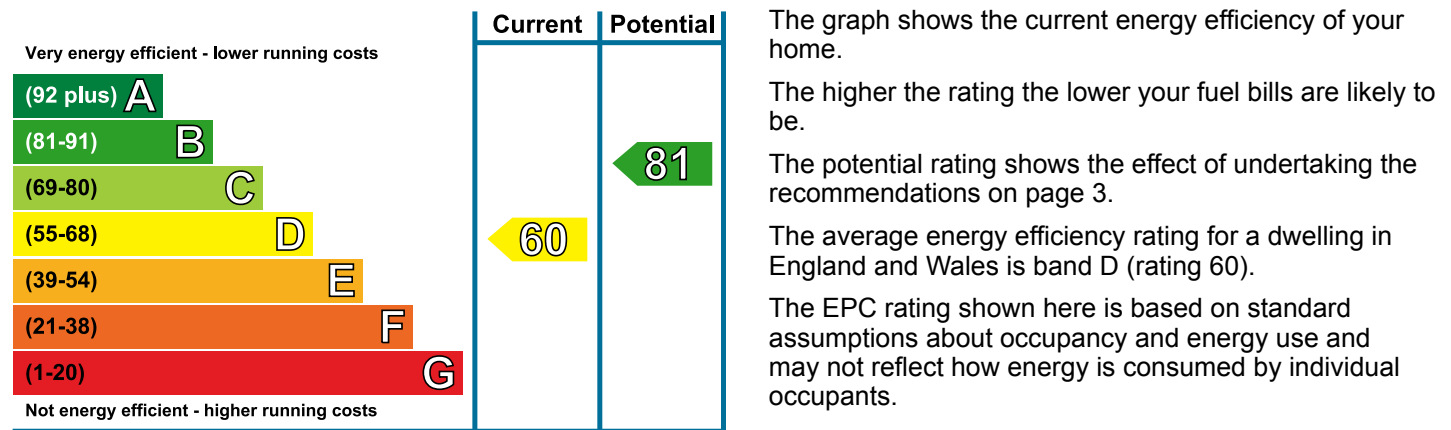 Current Potential
Very energy efficient - lower running costs
(92 plus) A
(81-91) B
(69-80) C
(55-68) D
(39-54) E
(21-38) F
(1-20) G
Not energy efficient - higher running costs
81
60
The graph shows the current energy efficiency of your
home.
The higher the rating the lower your fuel bills are likely to
be.
The potential rating shows the effect of undertaking the
recommendations on page 3.
The average energy efficiency rating for a dwelling in
England and Wales is band D (rating 60).
The EPC rating shown here is based on standard
assumptions about occupancy and energy use and
may not reflect how energy is consumed by individual
occupants.